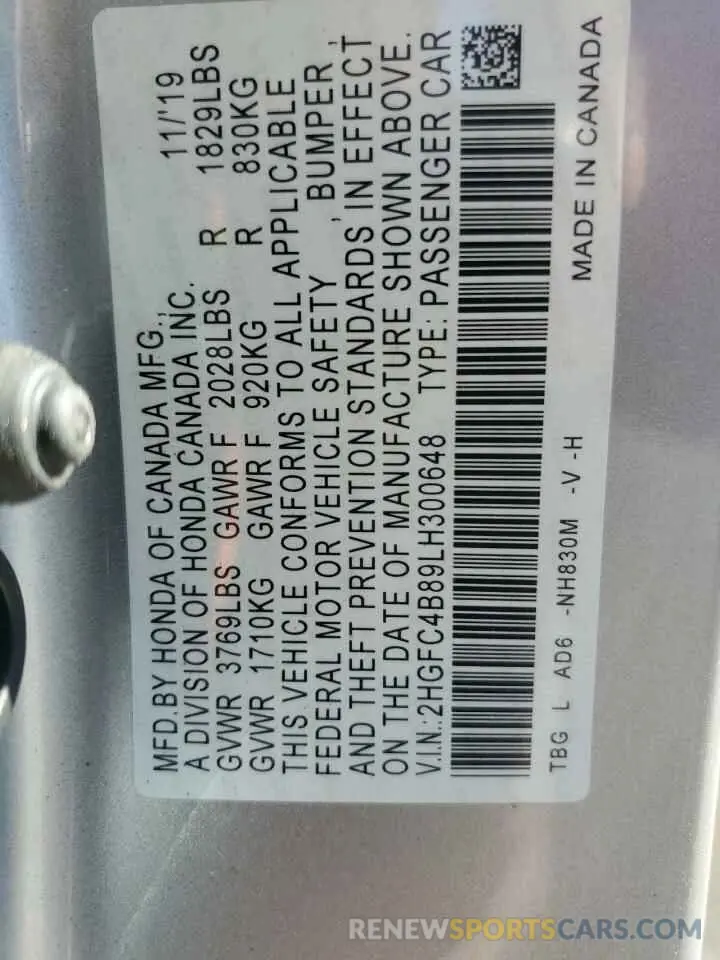 MFD.BY HONDA OF CANADA MFG., 11/'19
A DIVISION OF HONDA CANADA INC.
GVWR 3769LBS GAWR F 2028LBS R 1829LBS
GVWR 1710KG GAWR F 920KG R 830KG
THIS VEHICLE CONFORMS TO ALL APPLICABLE
FEDERAL MOTOR VEHICLE SAFETY , BUMPER ,
AND THEFT PREVENTION STANDARDS IN EFFECT
ON THE DATE OF MANUFACTURE SHOWN ABOVE.
V.I.N.: 2HGFC4B89LH300648 TYPE: PASSENGER CAR
TBG L AD6 -NH830M -V -H MADE IN CANADA
RENEWSPORTSCARS.COM